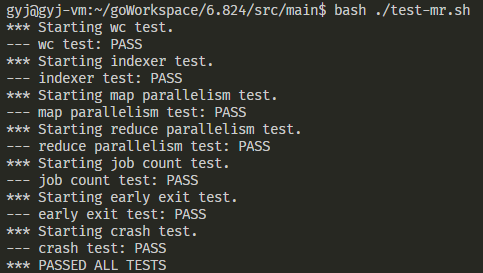 gyj@gyj-vm:~/goWorkspace/6.824/src/main$ bash ./test-mr.sh
*** Starting wc test.
--- wc test: PASS
*** Starting indexer test.
--- indexer test: PASS
*** Starting map parallelism test.
--- map parallelism test: PASS
*** Starting reduce parallelism test.
--- reduce parallelism test: PASS
*** Starting job count test.
--- job count test: PASS
*** Starting early exit test.
--- early exit test: PASS
*** Starting crash test.
--- crash test: PASS
*** PASSED ALL TESTS